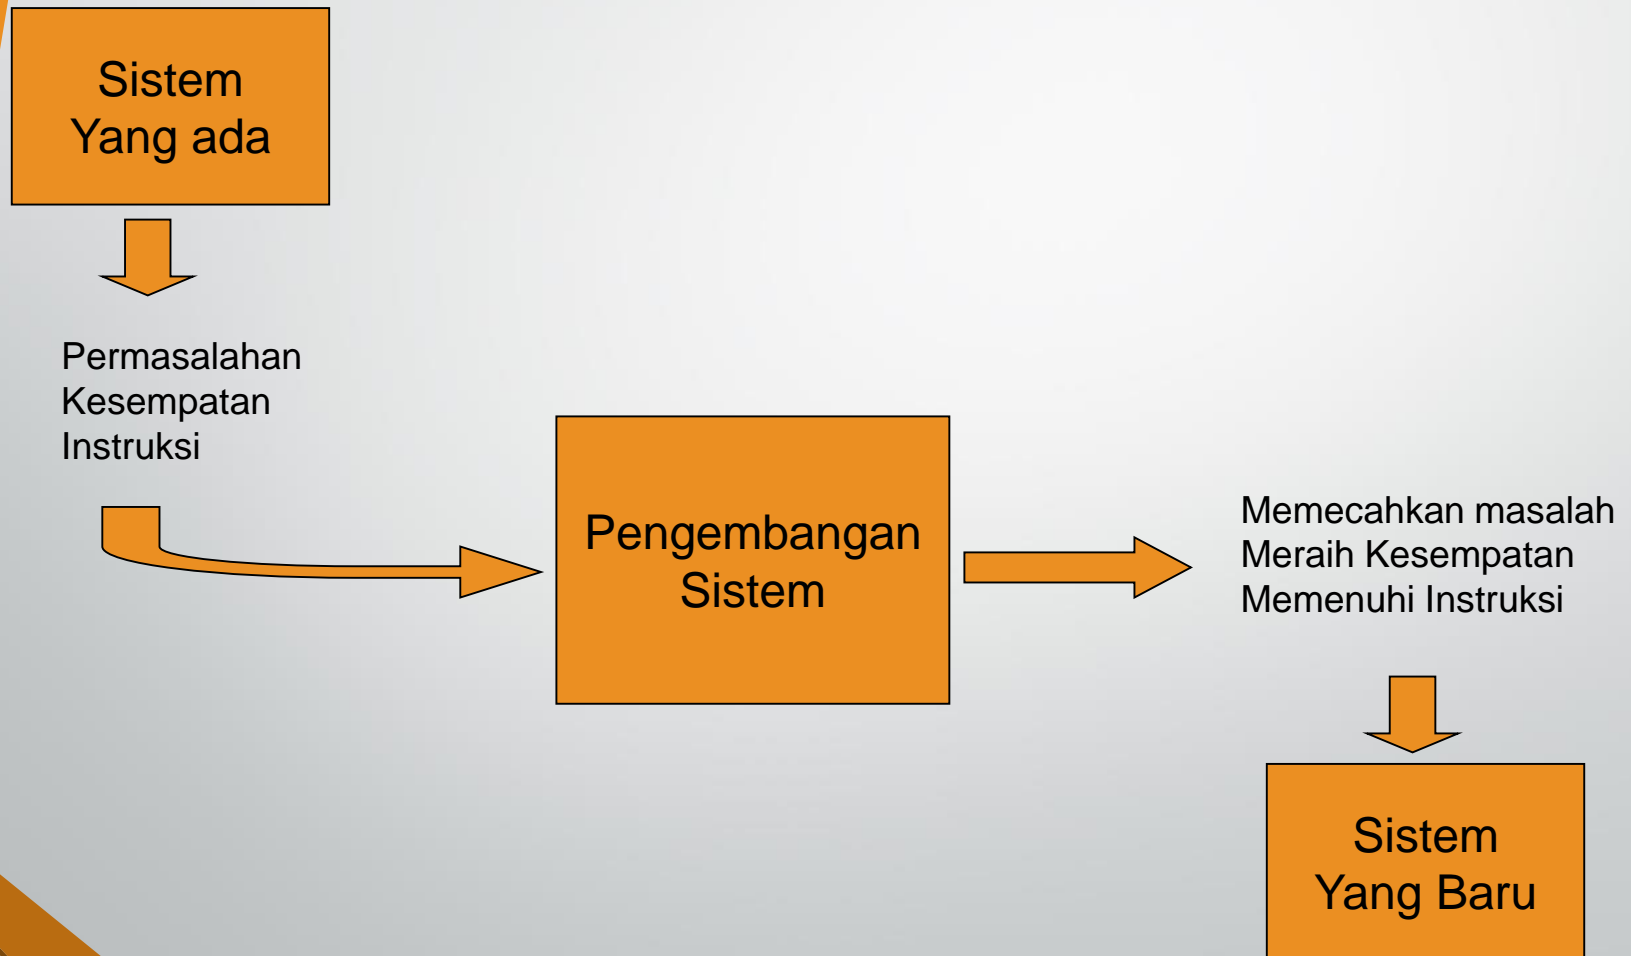 Sistem
Yang ada
Permasalahan
Kesempatan
Instruksi
Pengembangan
Sistem
Memecahkan masalah
Meraih Kesempatan
Memenuhi Instruksi
Sistem
Yang Baru